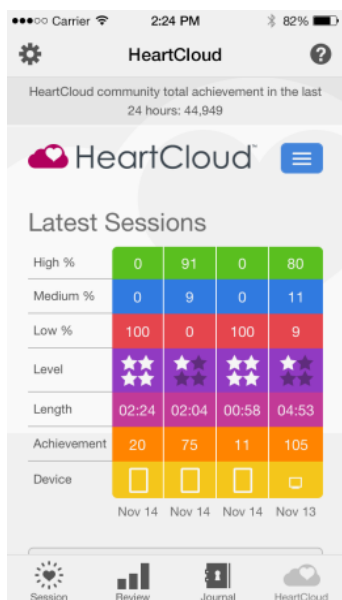 Carrier 2:24 PM 82%
HeartCloud ?
HeartCloud community total achievement in the last
24 hours: 44,949
HeartCloud™
Latest Sessions
High % 0 91 0 80
Medium % 0 9 0 11
Low % 100 0 100 9
Level
Length 02:24 02:04 00:58 04:53
Achievement 20 75 11 105
Device
Nov 14 Nov 14 Nov 14 Nov 13
Session Review Journal HeartCloud